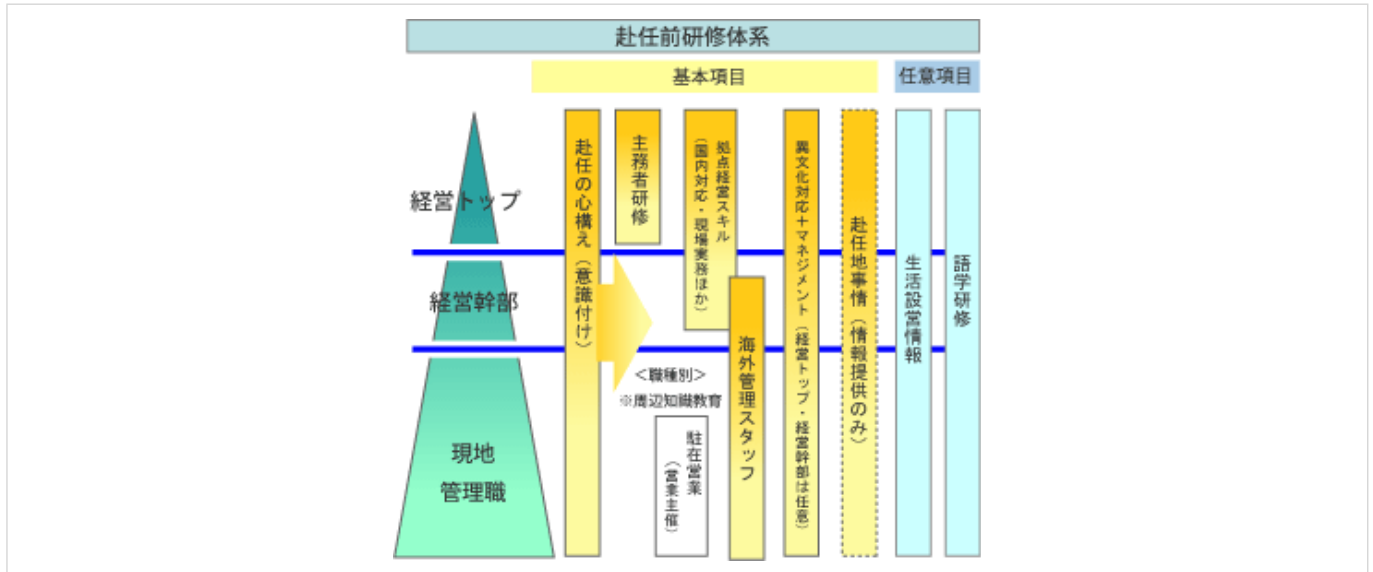 赴任前研修体系
基本項目
任意項目
経営トップ
経営幹部
現地
管理職
赴任の心構え（意識付け）
主務者研修
拠点経営スキル
（国内対応・現場実務ほか）
＜職種別＞
※周辺知識教育
駐在営業
（営業主催）
海外管理スタッフ
異文化対応＋マネジメント（経営トップ・経営幹部は任意）
赴任地事情（情報提供のみ）
生活設営情報
語学研修